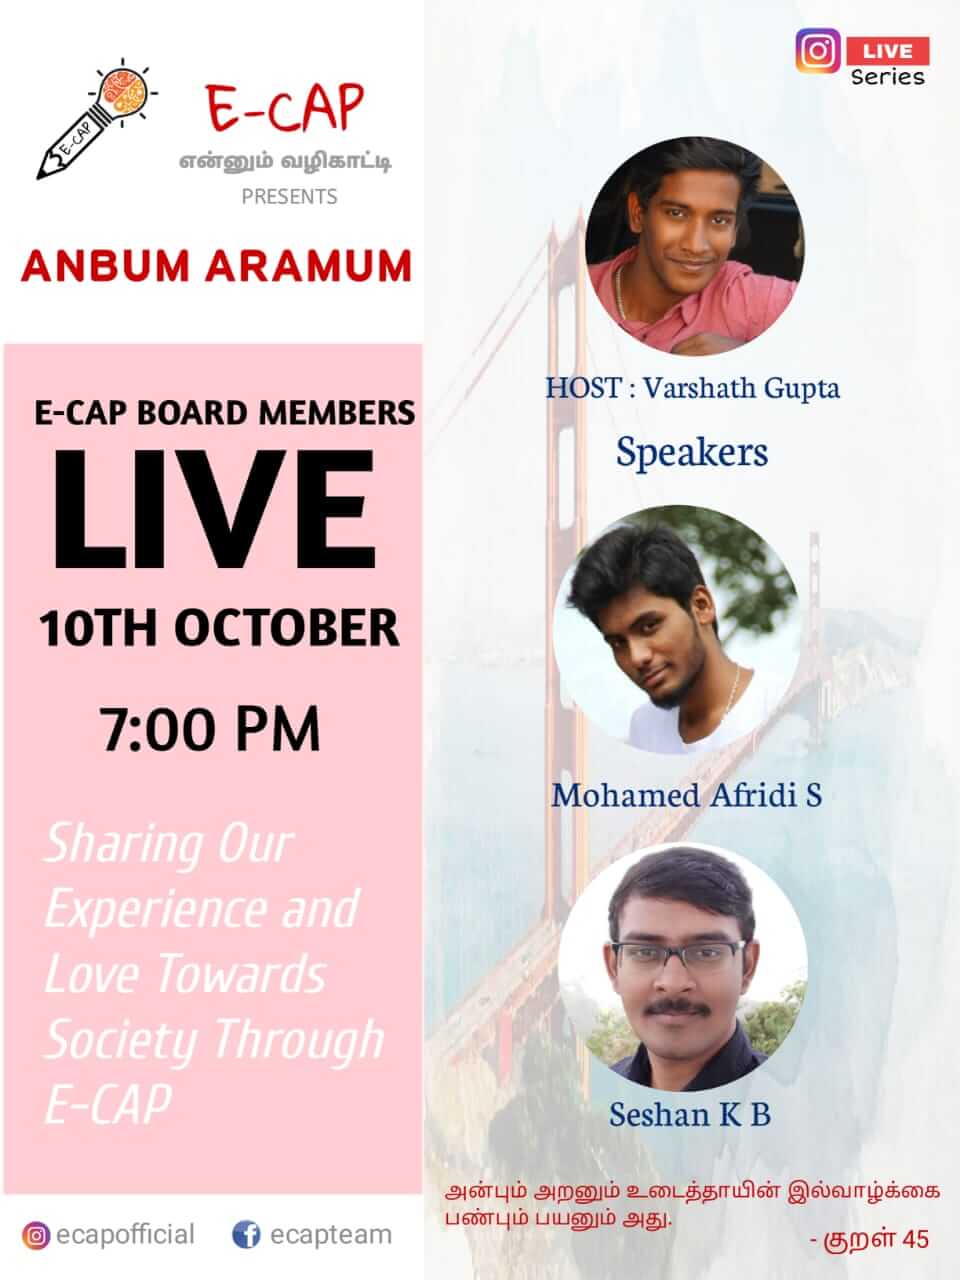 E-CAP
E-CAP
என்னும் வழிகாட்டி
PRESENTS
ANBUM ARAMUM
E-CAP BOARD MEMBERS
LIVE
10TH OCTOBER
7:00 PM
Sharing Our
Experience and
Love Towards
Society Through
E-CAP
ecapofficial
ecapteam
LIVE
Series
HOST : Varshath Gupta
Speakers
Mohamed Afridi S
Seshan K B
அன்பும் அறனும் உடைத்தாயின் இல்வாழ்க்கை
பண்பும் பயனும் அது.
- குறள் 45